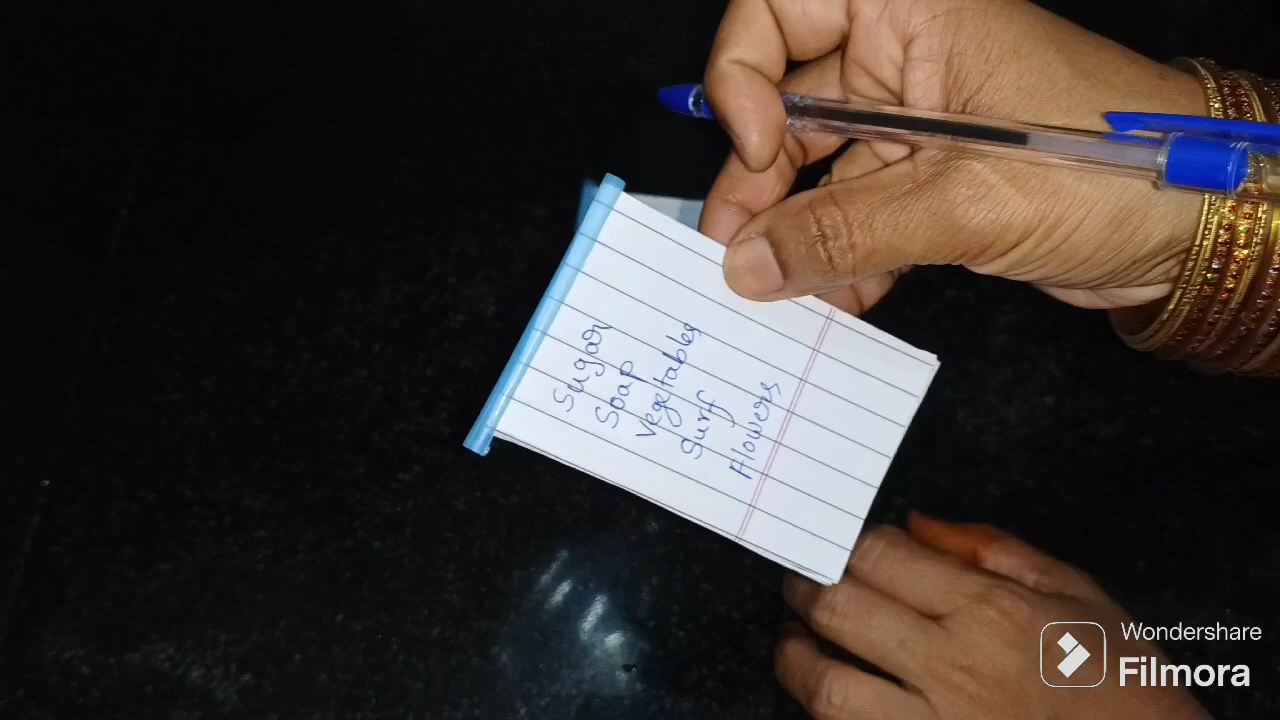 Sugar
Soap
Vegetables
Surf
Flowers
Wondershare
Filmora